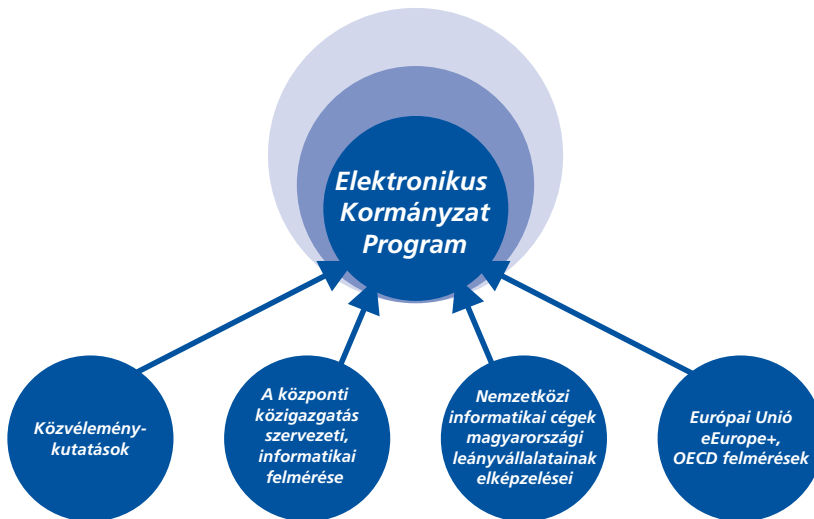 Elektronikus
Kormányzat
Program
Közvélemény-
kutatások
A központi
közigazgatás
szervezeti,
informatikai
felmérése
Nemzetközi
informatikai cégek
magyarországi
leányvállalatainak
elképzelései
Európai Unió
eEurope+,
OECD felmérések